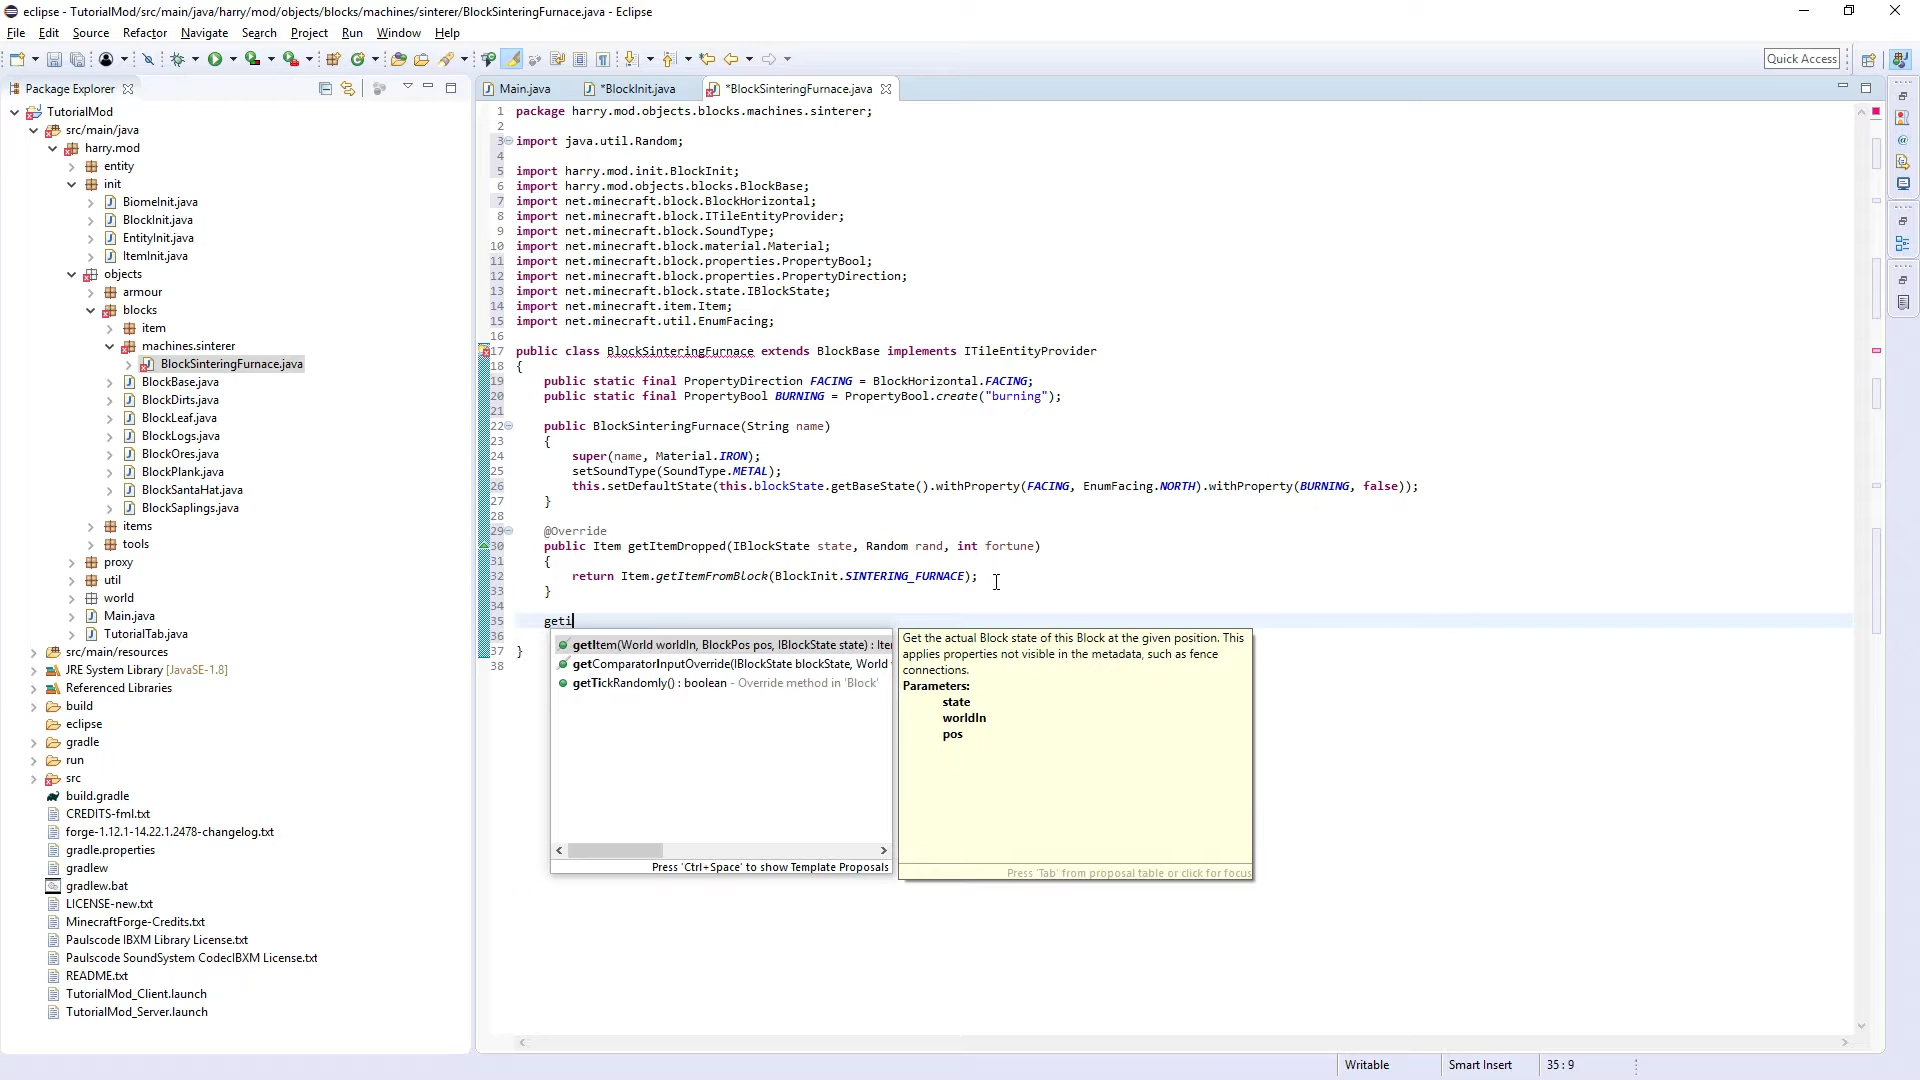 eclipse - TutorialMod/src/main/java/harry/mod/objects/blocks/machines/sinterer/BlockSinteringFurnace.java - Eclipse
File Edit Source Refactor Navigate Search Project Run Window Help
Quick Access
Package Explorer
TutorialMod
src/main/java
harry.mod
entity
init
BiomeInit.java
BlockInit.java
EntityInit.java
ItemInit.java
objects
armour
blocks
item
machines.sinterer
BlockSinteringFurnace.java
BlockBase.java
BlockDirts.java
BlockLeaf.java
BlockLogs.java
BlockOres.java
BlockPlank.java
BlockSantaHat.java
BlockSaplings.java
items
tools
proxy
util
world
Main.java
TutorialTab.java
src/main/resources
JRE System Library [JavaSE-1.8]
Referenced Libraries
build
eclipse
gradle
run
src
build.gradle
CREDITS-fml.txt
forge-1.12.1-14.22.1.2478-changelog.txt
gradle.properties
gradlew
gradlew.bat
LICENSE-new.txt
MinecraftForge-Credits.txt
Paulscode IBXM Library License.txt
Paulscode SoundSystem CodecIBXM License.txt
README.txt
TutorialMod_Client.launch
TutorialMod_Server.launch
Main.java *BlockInit.java *BlockSinteringFurnace.java
1 package harry.mod.objects.blocks.machines.sinterer;
2
3 import java.util.Random;
4
5 import harry.mod.init.BlockInit;
6 import harry.mod.objects.blocks.BlockBase;
7 import net.minecraft.block.BlockHorizontal;
8 import net.minecraft.block.ITileEntityProvider;
9 import net.minecraft.block.SoundType;
10 import net.minecraft.block.material.Material;
11 import net.minecraft.block.properties.PropertyBool;
12 import net.minecraft.block.properties.PropertyDirection;
13 import net.minecraft.block.state.IBlockState;
14 import net.minecraft.item.Item;
15 import net.minecraft.util.EnumFacing;
16
17 public class BlockSinteringFurnace extends BlockBase implements ITileEntityProvider
18 {
19 public static final PropertyDirection FACING = BlockHorizontal.FACING;
20 public static final PropertyBool BURNING = PropertyBool.create("burning");
21
22 public BlockSinteringFurnace(String name)
23 {
24 super(name, Material.IRON);
25 setSoundType(SoundType.METAL);
26 this.setDefaultState(this.blockState.getBaseState().withProperty(FACING, EnumFacing.NORTH).withProperty(BURNING, false));
27 }
28
29 @Override
30 public Item getItemDropped(IBlockState state, Random rand, int fortune)
31 {
32 return Item.getItemFromBlock(BlockInit.SINTERING_FURNACE);
33 }
34
35 geti
36
37 }
38
getItem(World worldIn, BlockPos pos, IBlockState state) : Iter
getComparatorInputOverride(IBlockState blockState, World
getTickRandomly() : boolean - Override method in 'Block'
Press 'Ctrl+Space' to show Template Proposals
Get the actual Block state of this Block at the given position. This
applies properties not visible in the metadata, such as fence
connections.
Parameters:
state
worldIn
pos
Press 'Tab' from proposal table or click for focus
Writable Smart Insert 35 : 9